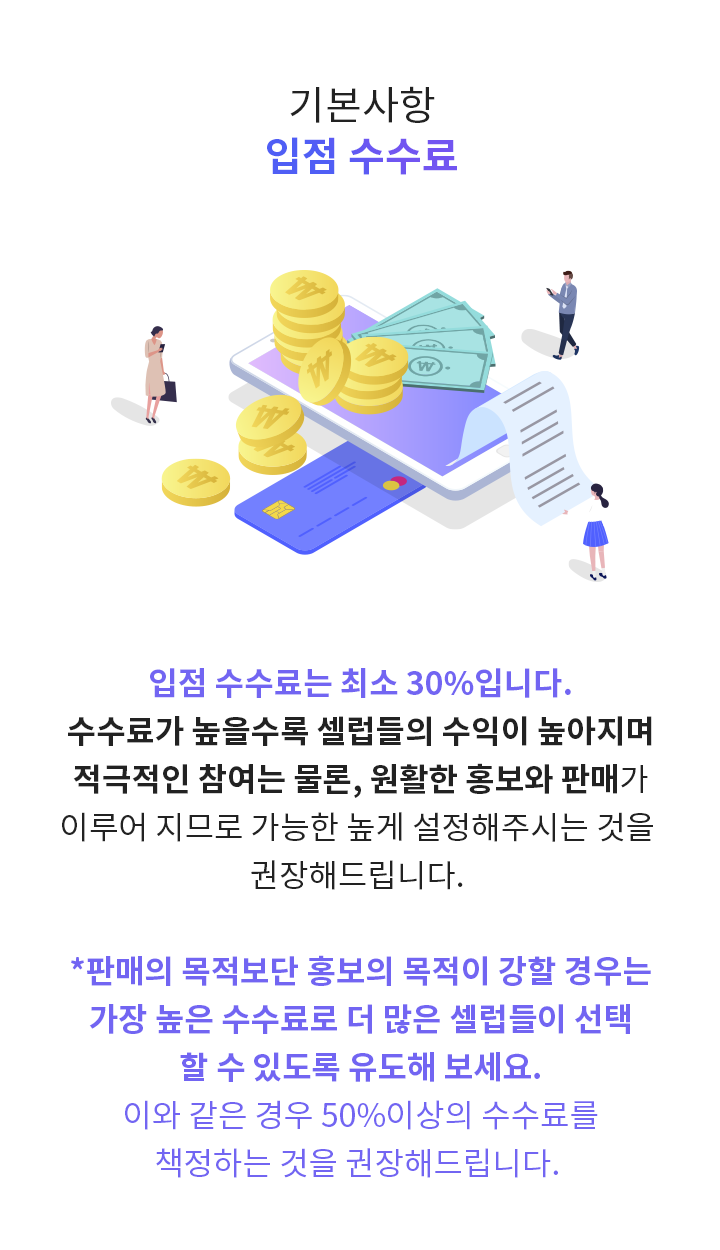 기본사항
입점 수수료
입점 수수료는 최소 30%입니다.
수수료가 높을수록 셀럽들의 수익이 높아지며
적극적인 참여는 물론, 원활한 홍보와 판매가
이루어 지므로 가능한 높게 설정해주시는 것을
권장해드립니다.
*판매의 목적보단 홍보의 목적이 강할 경우는
가장 높은 수수료로 더 많은 셀럽들이 선택
할 수 있도록 유도해 보세요.
이와 같은 경우 50%이상의 수수료를
책정하는 것을 권장해드립니다.